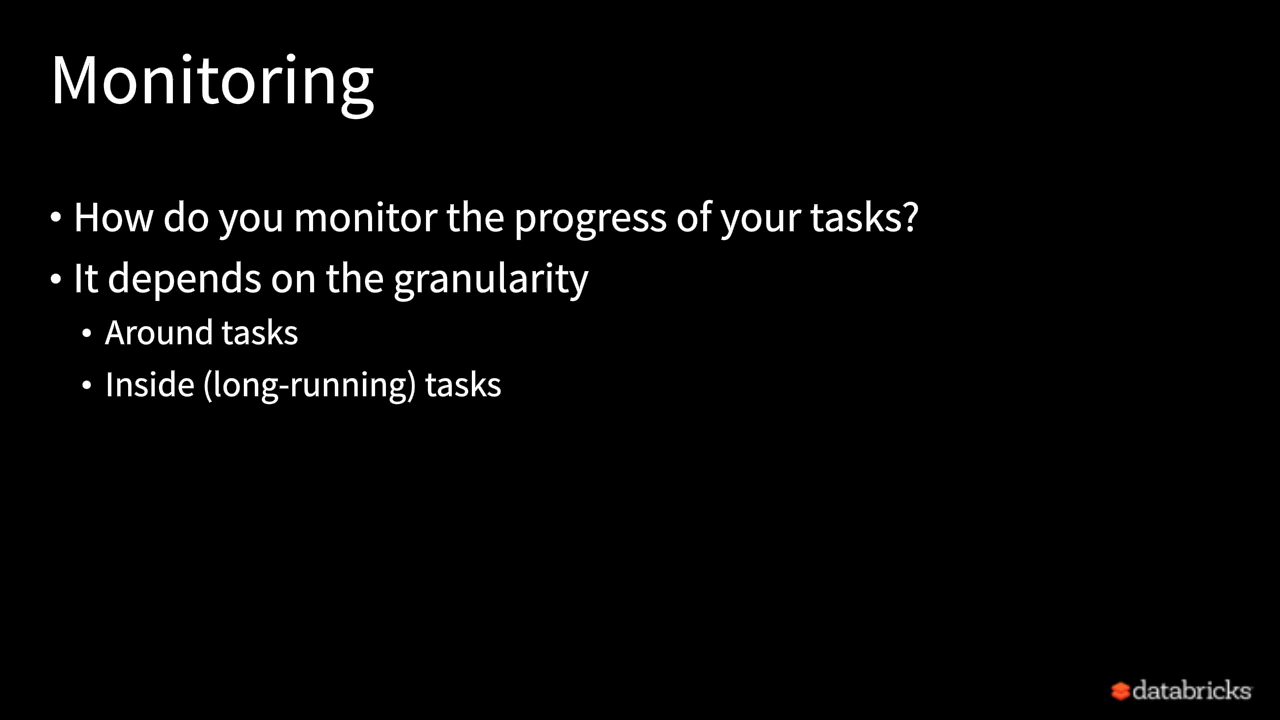 Monitoring
• How do you monitor the progress of your tasks?
• It depends on the granularity
• Around tasks
• Inside (long-running) tasks
databricks